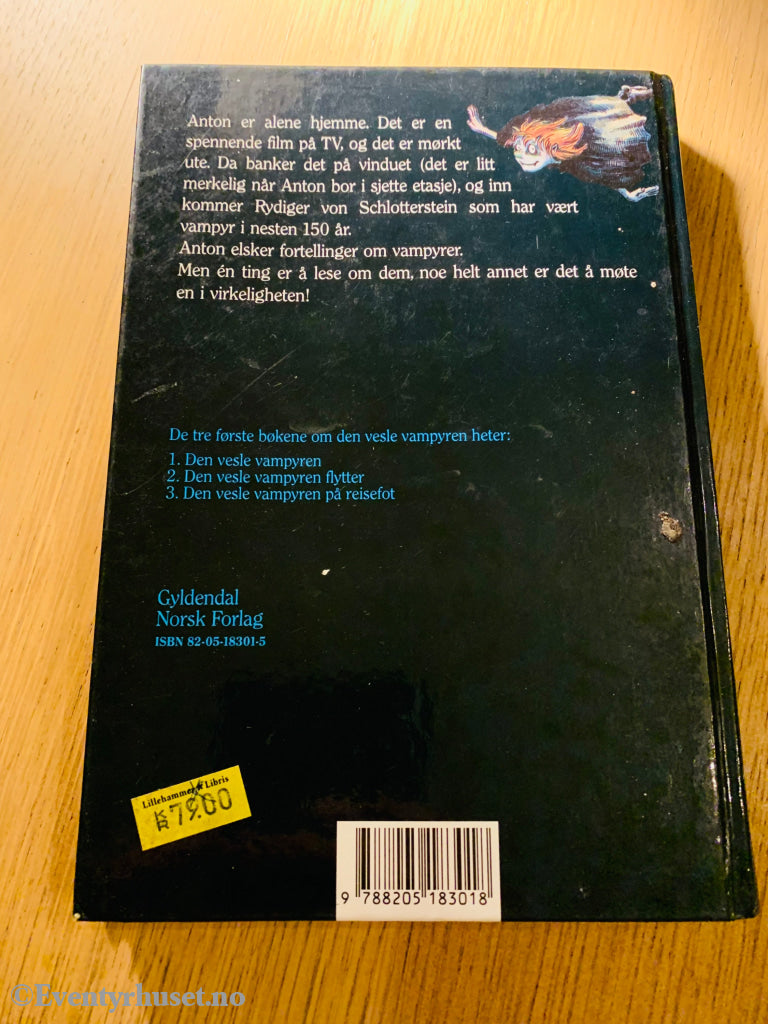 Anton er alene hjemme. Det er en
spennende film på TV, og det er mørkt
ute. Da banker det på vinduet (det er litt
merkelig når Anton bor i sjette etasje), og inn
kommer Rydiger von Schlotterstein som har vært
vampyr i nesten 150 år.
Anton elsker fortellinger om vampyrer.
Men én ting er å lese om dem, noe helt annet er det å møte
en i virkeligheten!
De tre første bøkene om den vesle vampyren heter:
1. Den vesle vampyren
2. Den vesle vampyren flytter
3. Den vesle vampyren på reisefot
Gyldendal
Norsk Forlag
ISBN 82-05-18301-5
Lillehammer Libris
KR 79.00
9 788205 183018
©Eventyrhuset.no